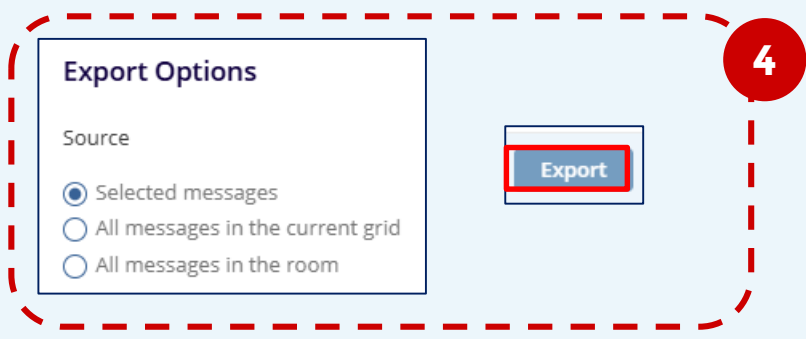 4
Export Options
Source
Selected messages
All messages in the current grid
All messages in the room
Export